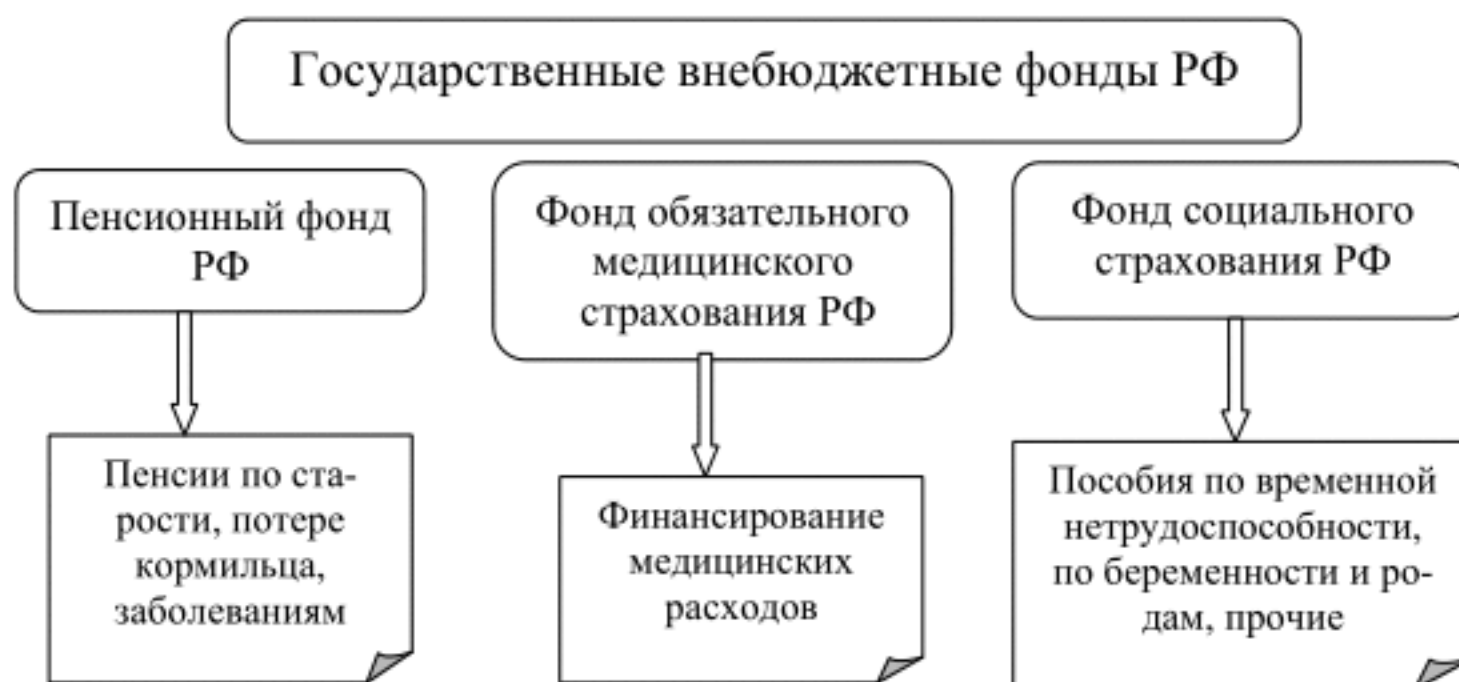 Государственные внебюджетные фонды РФ
Пенсионный фонд
РФ
Фонд обязательного
медицинского
страхования РФ
Фонд социального
страхования РФ
Пенсии по ста-
рости, потере
кормильца,
заболеваниям
Финансирование
медицинских
расходов
Пособия по временной
нетрудоспособности,
по беременности и ро-
дам, прочие